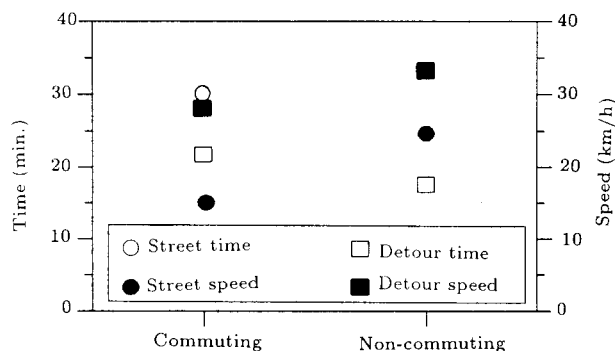 40
30
20
10
0
Time (min.)
40
30
20
10
0
Speed (km/h)
Street time
Detour time
Street speed
Detour speed
Commuting
Non-commuting